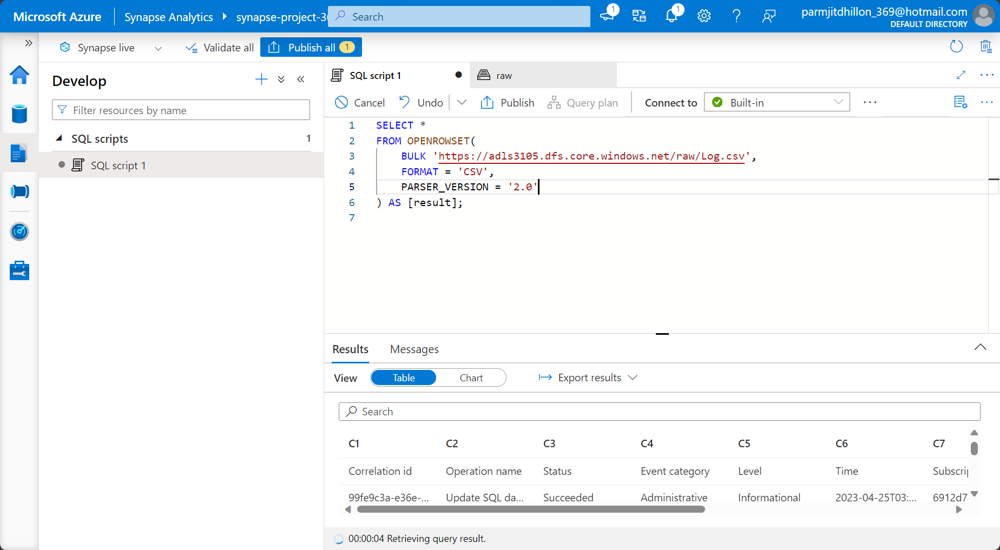 Microsoft Azure
Synapse Analytics
synapse-project-3
Search
1
1
parmjitdhillon_369@hotmail.com
DEFAULT DIRECTORY
Synapse live
Validate all
Publish all
1
Develop
Filter resources by name
SQL scripts
1
SQL script 1
SQL script 1
raw
Cancel
Undo
Publish
Query plan
Connect to
Built-in
1 SELECT *
2 FROM OPENROWSET(
3 BULK 'https://adls3105.dfs.core.windows.net/raw/Log.csv',
4 FORMAT = 'CSV',
5 PARSER_VERSION = '2.0'
6 ) AS [result];
7
Results Messages
View Table Chart Export results
Search
C1 C2 C3 C4 C5 C6 C7
Correlation id Operation name Status Event category Level Time Subscrip
99fe9c3a-e36e-... Update SQL da... Succeeded Administrative Informational 2023-04-25T03:... 6912d7
00:00:04 Retrieving query result.